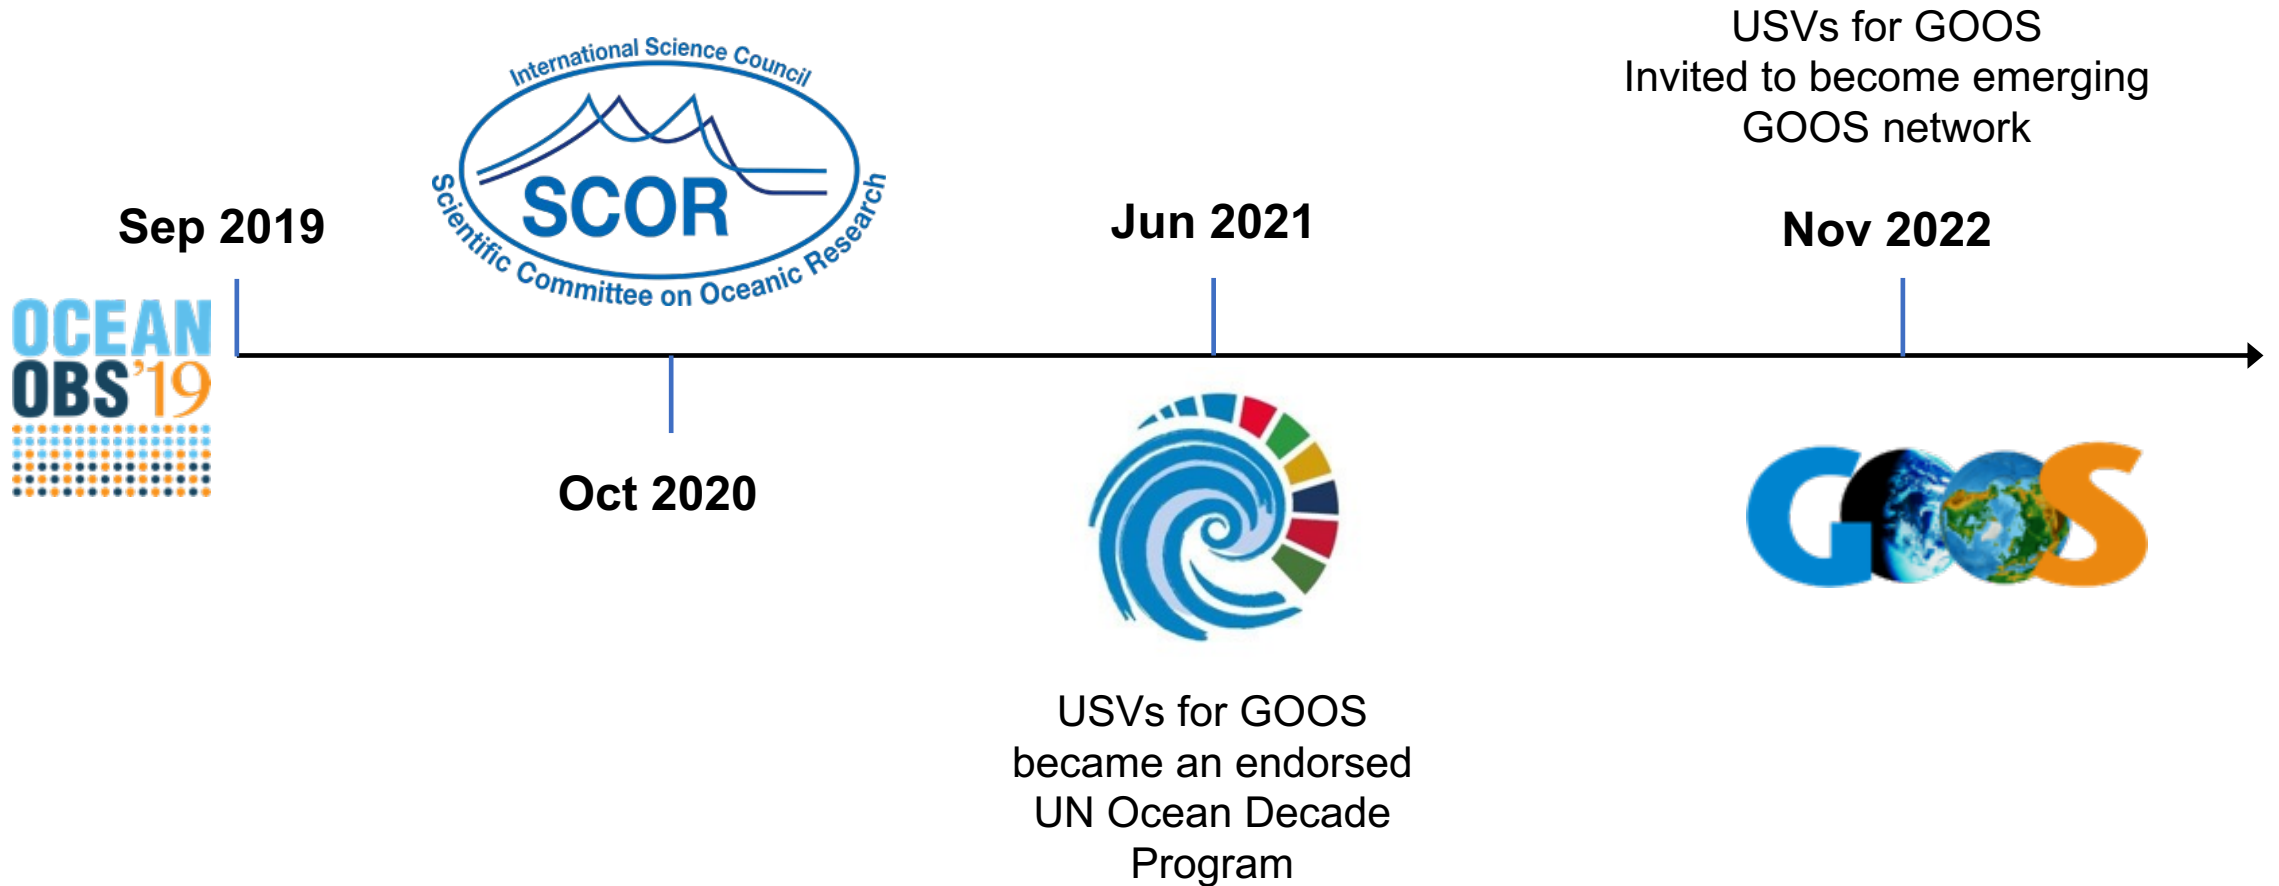 Sep 2019
OCEAN
OBS'19
International Science Council
SCOR
Scientific Committee on Oceanic Research
Oct 2020
Jun 2021
USVs for GOOS
became an endorsed
UN Ocean Decade
Program
USVs for GOOS
Invited to become emerging
GOOS network
Nov 2022
GOOS